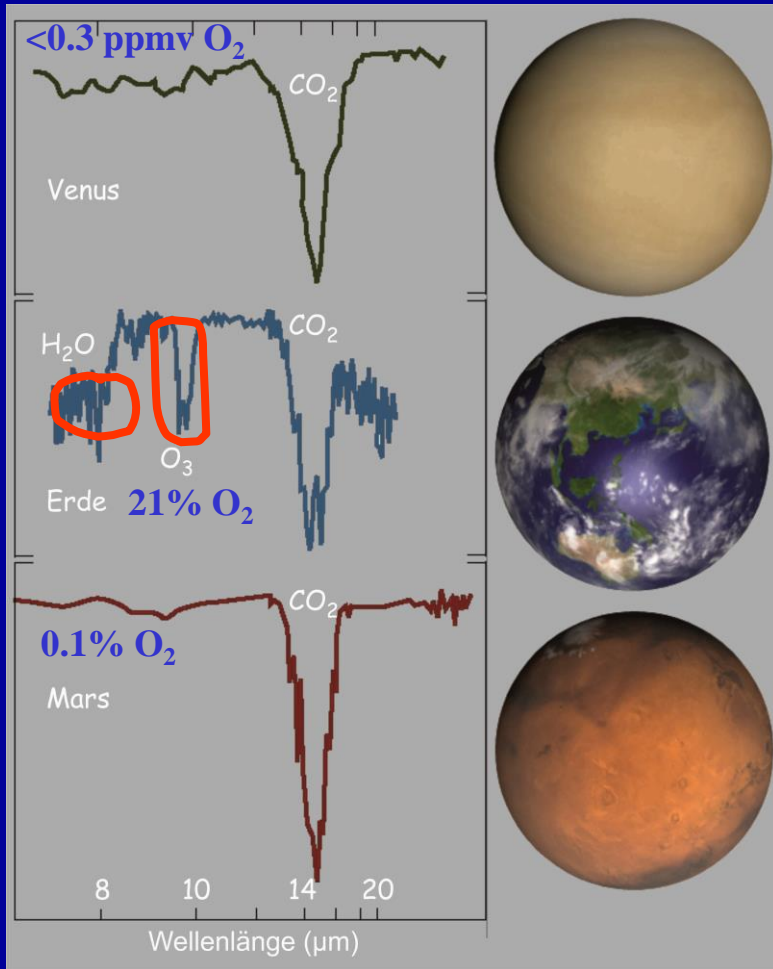 <0.3 ppmv O₂
CO₂
Venus
H₂O
CO₂
O₃
Erde
21% O₂
CO₂
0.1% O₂
Mars
8 10 14 20
Wellenlänge (µm)